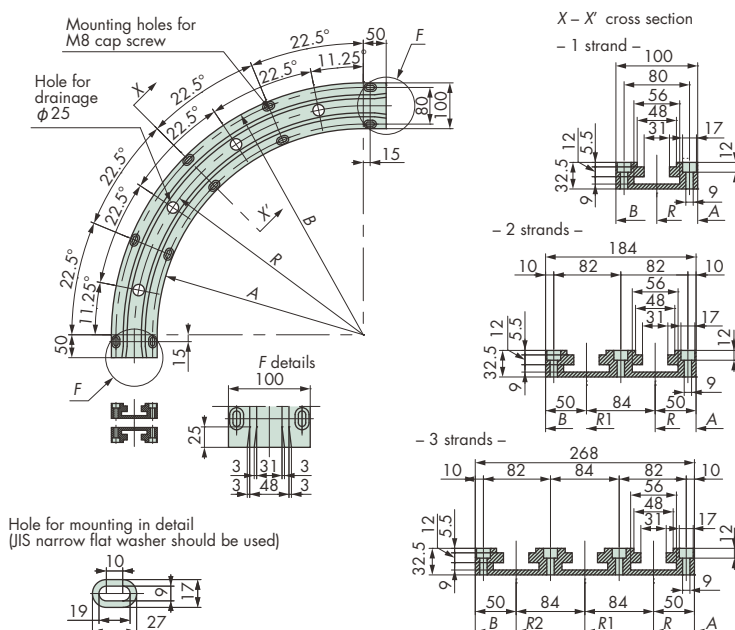 Mounting holes for
M8 cap screw
Hole for
drainage
φ25
22.5°
50
F
22.5°
11.25°
22.5°
22.5°
22.5°
22.5°
22.5°
22.5°
11.25°
X
X'
80
100
15
B
R
A
50
15
F
F details
100
25
3
31
3
3
48
3
Hole for mounting in detail
(JIS narrow flat washer should be used)
10
9
17
19
27
X – X' cross section
– 1 strand –
100
80
56
48
31
17
12
5.5
32.5
9
12
9
B
R
A
– 2 strands –
184
10
82
82
10
56
48
31
17
12
5.5
32.5
9
12
9
50
84
50
B
R1
R
A
– 3 strands –
268
10
82
84
82
10
56
48
31
17
12
5.5
32.5
9
12
9
50
84
84
50
B
R2
R1
R
A